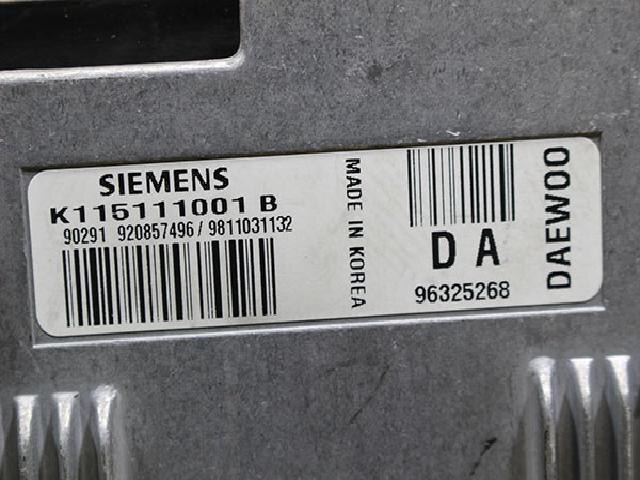 SIEMENS
K115111001 B
90291 920857496 / 9811031132
MADE IN KOREA
D A
96325268
DAEWOO